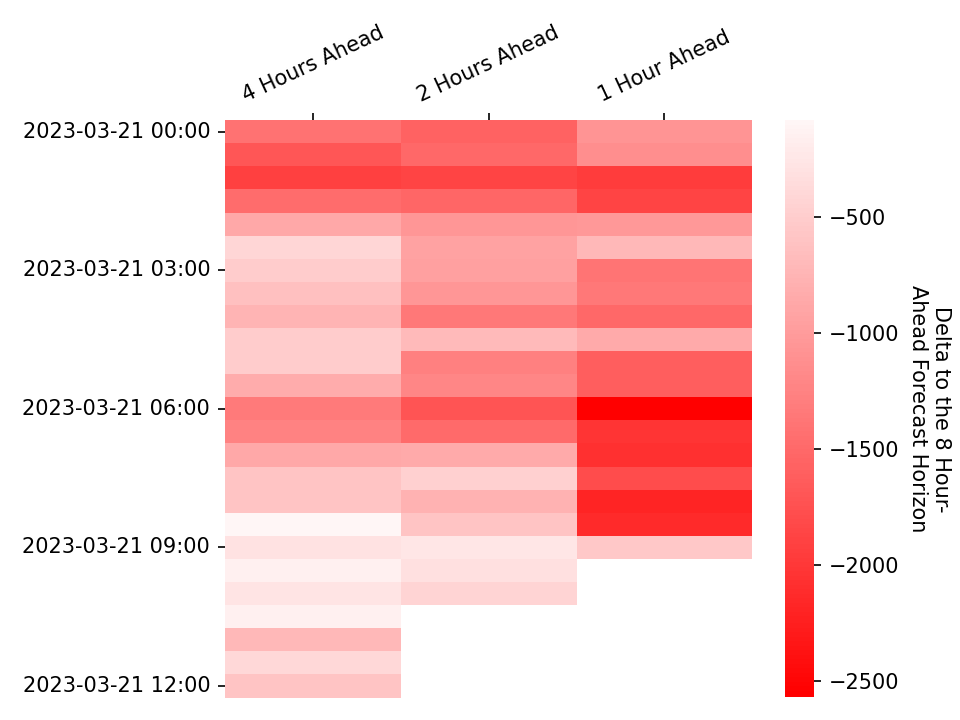 4 Hours Ahead
2 Hours Ahead
1 Hour Ahead
2023-03-21 00:00
2023-03-21 03:00
2023-03-21 06:00
2023-03-21 09:00
2023-03-21 12:00
−500
−1000
−1500
−2000
−2500
Delta to the 8 Hour-
Ahead Forecast Horizon